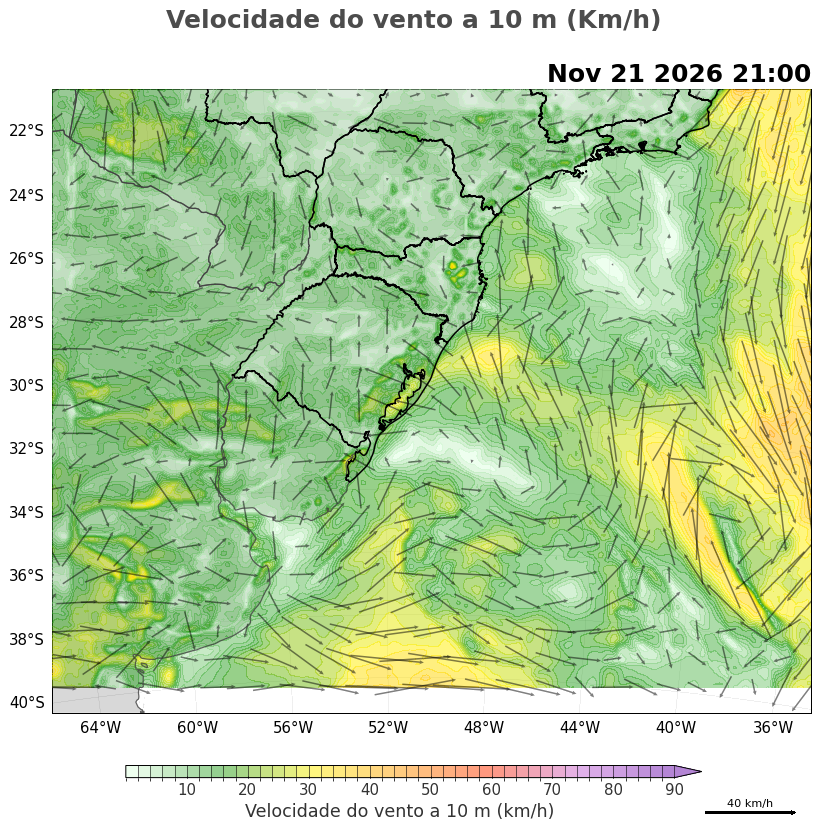 Velocidade do vento a 10 m (Km/h)
Nov 21 2026 21:00
22°S
24°S
26°S
28°S
30°S
32°S
34°S
36°S
38°S
40°S
64°W 60°W 56°W 52°W 48°W 44°W 40°W 36°W
10 20 30 40 50 60 70 80 90
Velocidade do vento a 10 m (km/h)
40 km/h